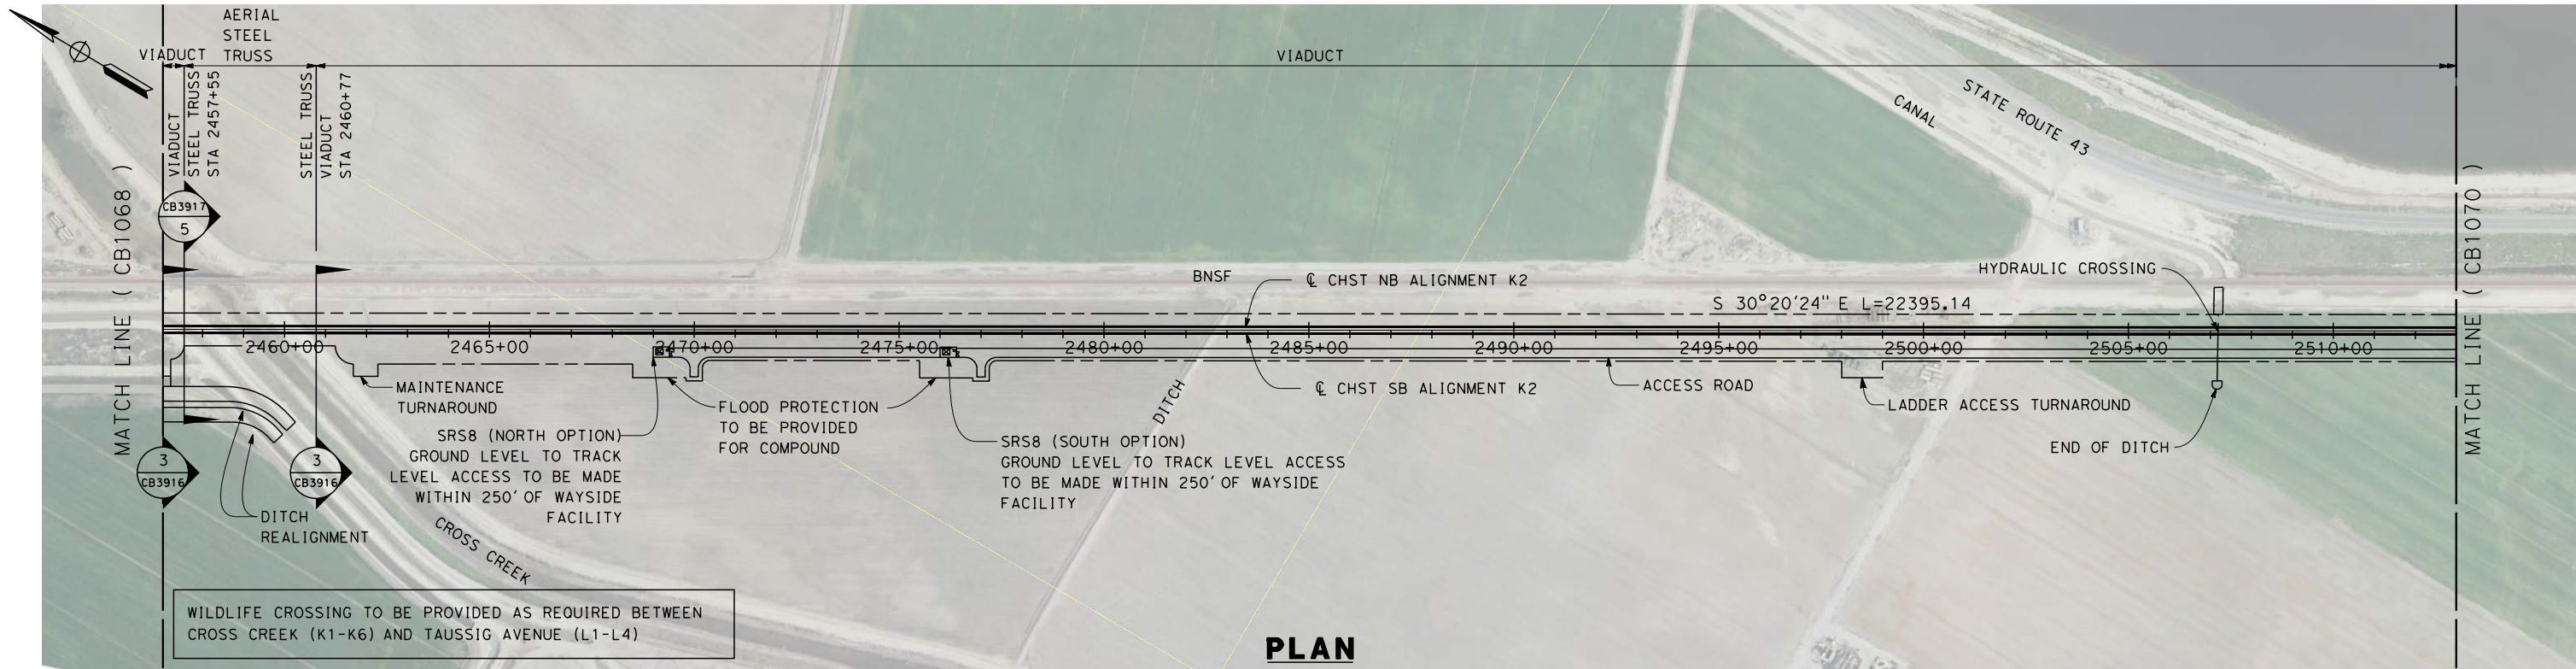 AERIAL
STEEL
TRUSS
VIADUCT
VIADUCT
VIADUCT
STEEL TRUSS
STA 2457+55
STEEL TRUSS
VIADUCT
STA 2460+77
STATE ROUTE 43
CANAL
MATCH LINE ( CB1068 )
MATCH LINE ( CB1070 )
CB3917
5
BNSF
℄ CHST NB ALIGNMENT K2
HYDRAULIC CROSSING
S 30°20'24" E L=22395.14
2460+00
2465+00
2470+00
2475+00
2480+00
2485+00
2490+00
2495+00
2500+00
2505+00
2510+00
MAINTENANCE
TURNAROUND
FLOOD PROTECTION
TO BE PROVIDED
FOR COMPOUND
DITCH
℄ CHST SB ALIGNMENT K2
ACCESS ROAD
LADDER ACCESS TURNAROUND
END OF DITCH
SRS8 (NORTH OPTION)
GROUND LEVEL TO TRACK
LEVEL ACCESS TO BE MADE
WITHIN 250' OF WAYSIDE
FACILITY
SRS8 (SOUTH OPTION)
GROUND LEVEL TO TRACK LEVEL ACCESS
TO BE MADE WITHIN 250' OF WAYSIDE
FACILITY
3
CB3916
3
CB3916
DITCH
REALIGNMENT
CROSS CREEK
WILDLIFE CROSSING TO BE PROVIDED AS REQUIRED BETWEEN
CROSS CREEK (K1-K6) AND TAUSSIG AVENUE (L1-L4)
PLAN